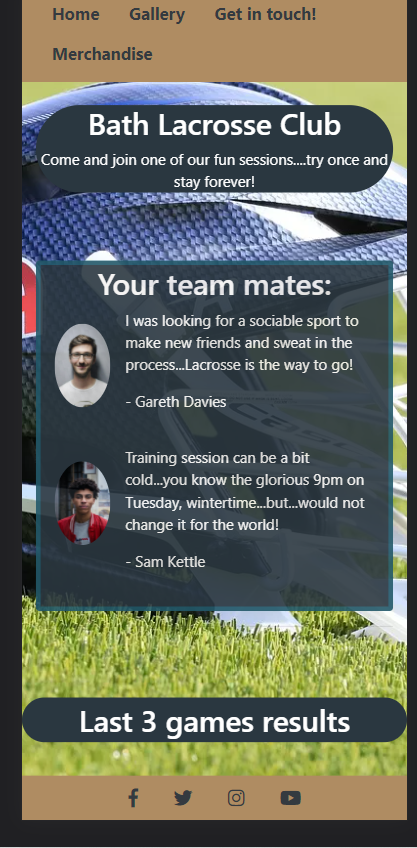 Home Gallery Get in touch!
Merchandise
Bath Lacrosse Club
Come and join one of our fun sessions....try once and
stay forever!
Your team mates:
I was looking for a sociable sport to
make new friends and sweat in the
process...Lacrosse is the way to go!
- Gareth Davies
Training session can be a bit
cold...you know the glorious 9pm on
Tuesday, wintertime...but...would not
change it for the world!
- Sam Kettle
Last 3 games results